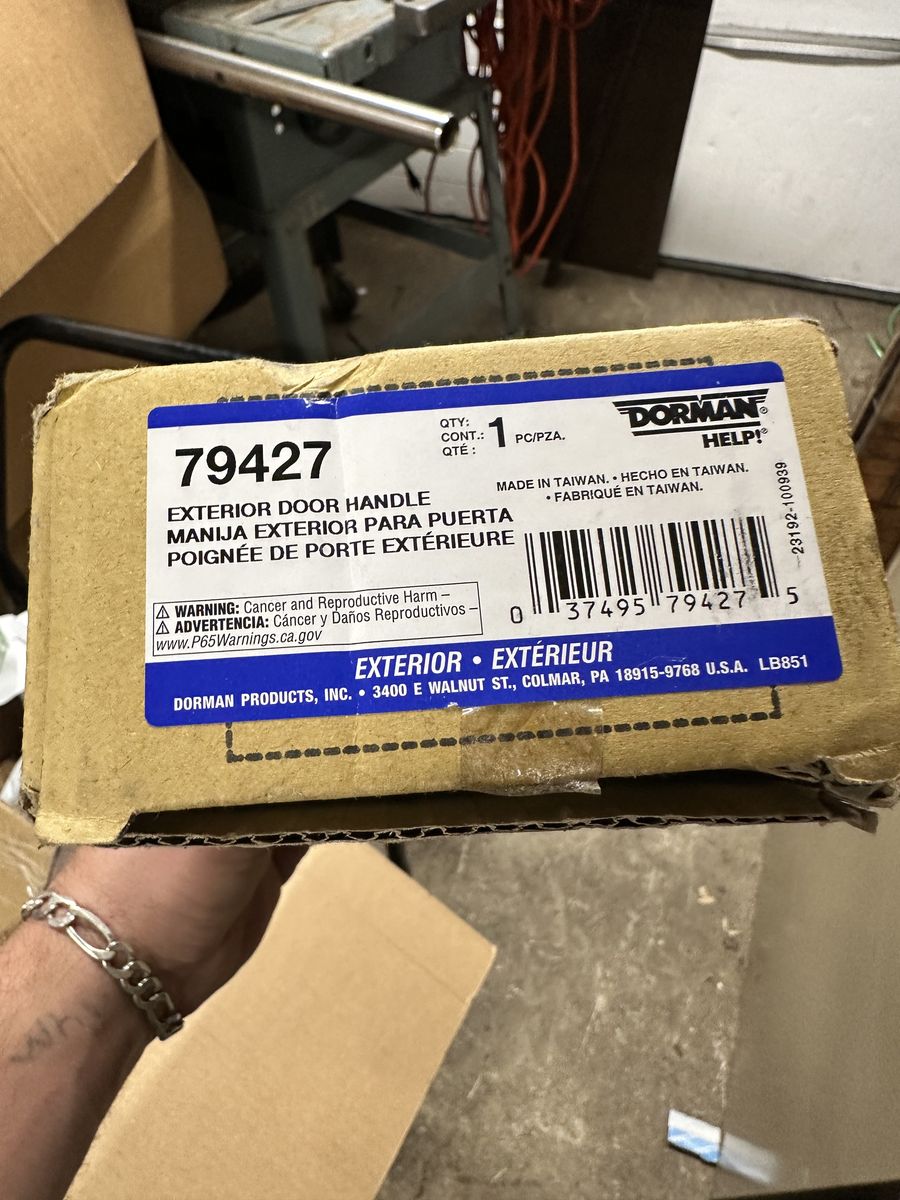 79427
QTY:
CONT.: 1 PC/PZA.
QTÉ :
DORMAN®
HELP!®
EXTERIOR DOOR HANDLE
MANIJA EXTERIOR PARA PUERTA
POIGNÉE DE PORTE EXTÉRIEURE
MADE IN TAIWAN. • HECHO EN TAIWAN.
• FABRIQUÉ EN TAIWAN.
23192-100939
0 37495 79427 5
⚠ WARNING: Cancer and Reproductive Harm –
⚠ ADVERTENCIA: Cáncer y Daños Reproductivos –
www.P65Warnings.ca.gov
EXTERIOR • EXTÉRIEUR
DORMAN PRODUCTS, INC. • 3400 E WALNUT ST., COLMAR, PA 18915-9768 U.S.A. LB851